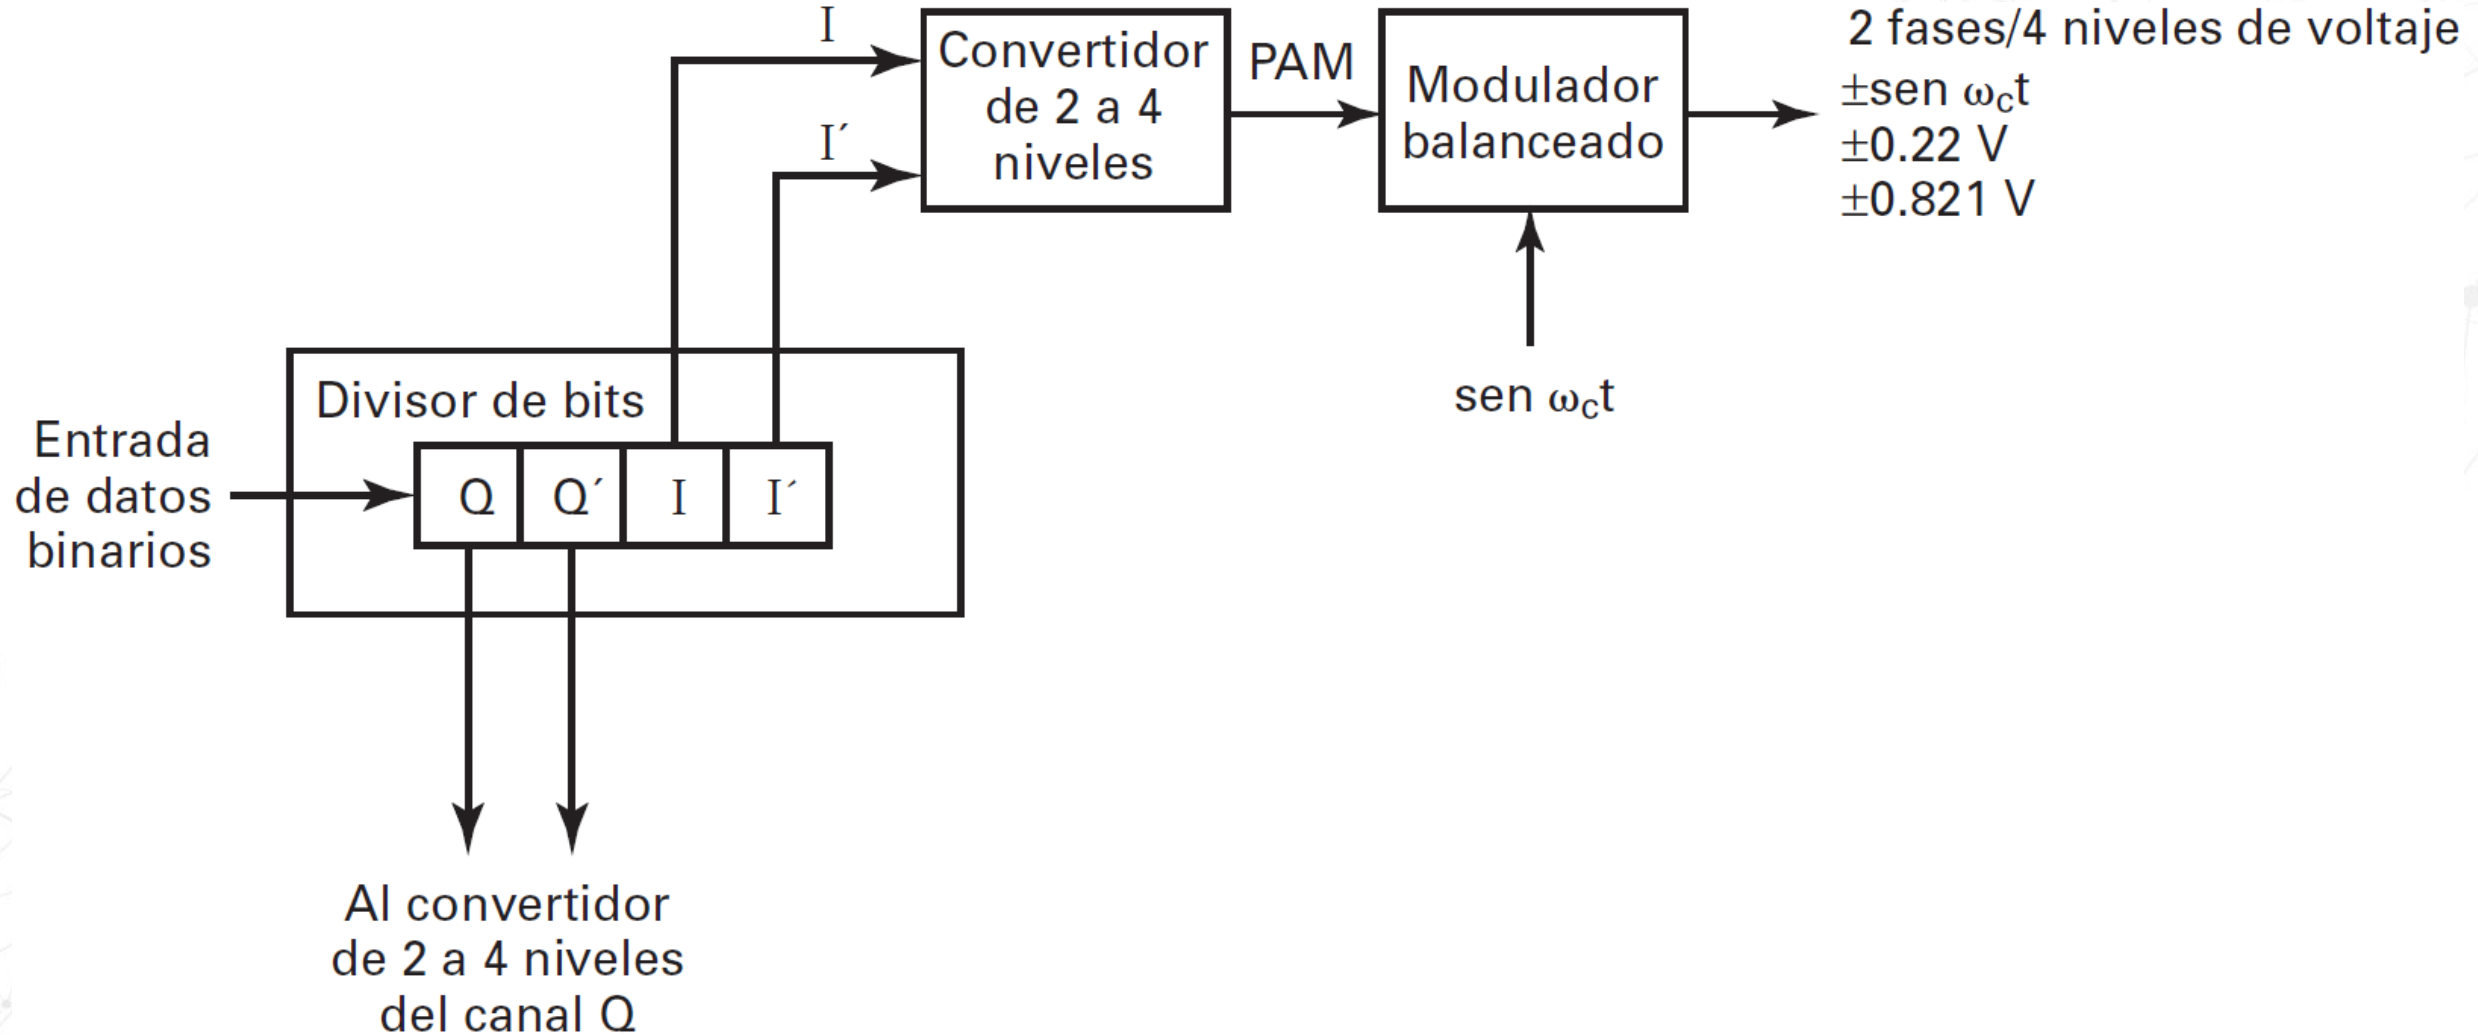 I
I´
Convertidor
de 2 a 4
niveles
PAM
Modulador
balanceado
2 fases/4 niveles de voltaje
±sen ωct
±0.22 V
±0.821 V
sen ωct
Divisor de bits
Entrada
de datos
binarios
Q Q´ I I´
Al convertidor
de 2 a 4 niveles
del canal Q